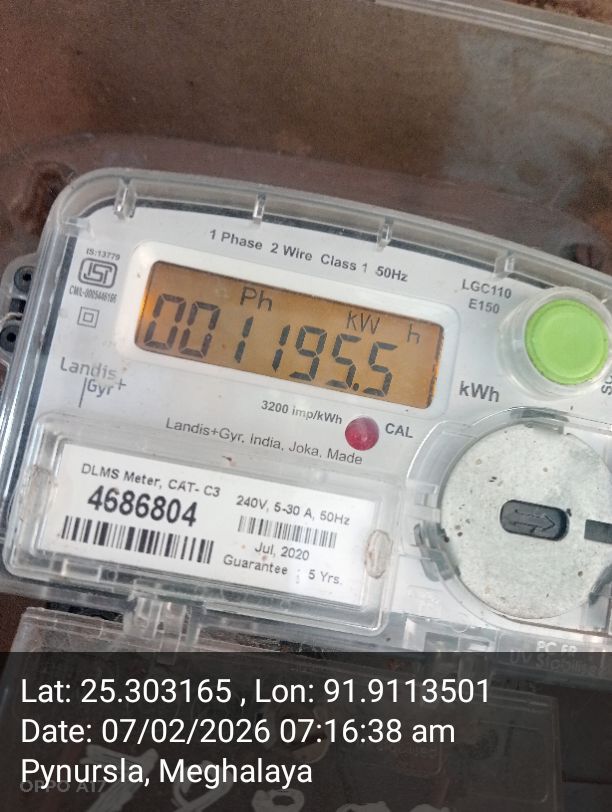 1 Phase 2 Wire Class 1 50Hz
IS:13779
ISI
LGC110
E150
Ph
kW h
001195.5
kWh
Landis
Gyr+
3200 imp/kWh
CAL
Landis+Gyr, India, Joka, Made
DLMS Meter, CAT- C3
4686804
240V, 5-30 A, 50Hz
Jul, 2020
Guarantee : 5 Yrs.
Lat: 25.303165 , Lon: 91.9113501
Date: 07/02/2026 07:16:38 am
Pynursla, Meghalaya
OPPO A17